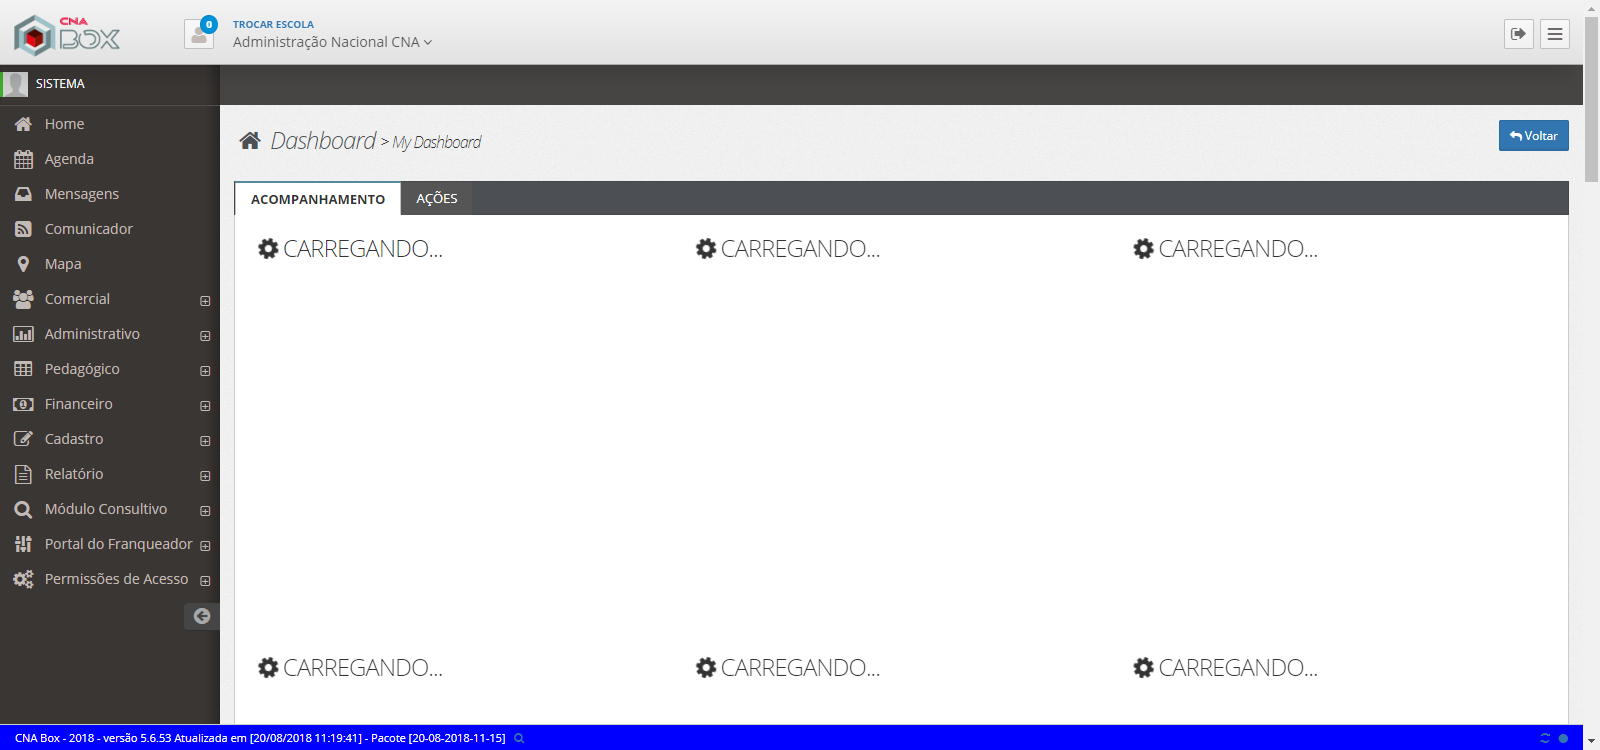 CNA
BOX
0
TROCAR ESCOLA
Administração Nacional CNA
SISTEMA
Home
Agenda
Mensagens
Comunicador
Mapa
Comercial
Administrativo
Pedagógico
Financeiro
Cadastro
Relatório
Módulo Consultivo
Portal do Franqueador
Permissões de Acesso
Dashboard > My Dashboard
Voltar
ACOMPANHAMENTO AÇÕES
CARREGANDO... CARREGANDO... CARREGANDO...
CARREGANDO... CARREGANDO... CARREGANDO...
CNA Box - 2018 - versão 5.6.53 Atualizada em [20/08/2018 11:19:41] - Pacote [20-08-2018-11-15]